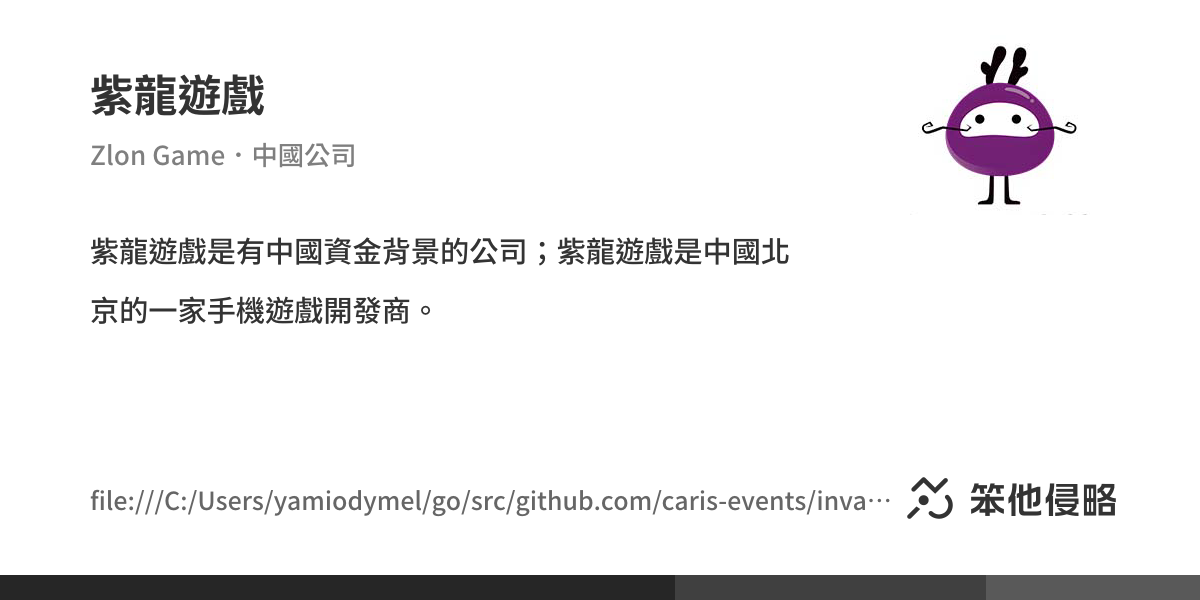 紫龍遊戲
Zlon Game・中國公司
紫龍遊戲是有中國資金背景的公司；紫龍遊戲是中國北
京的一家手機遊戲開發商。
file:///C:/Users/yamiodymel/go/src/github.com/caris-events/inva…
笨他侵略